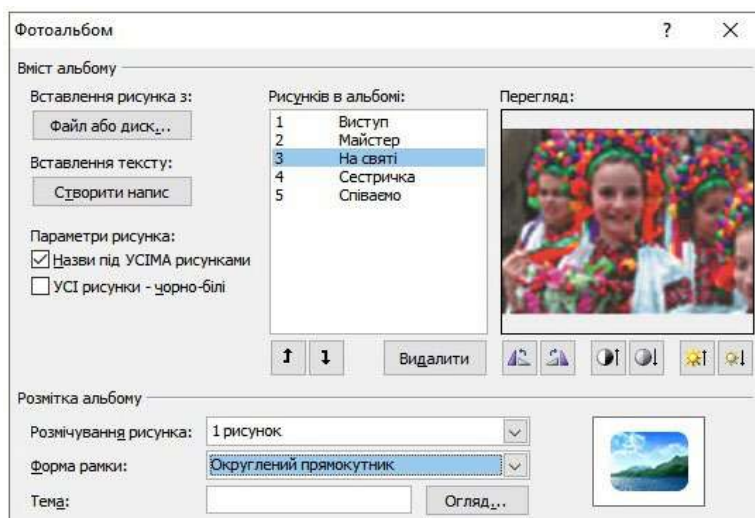 Фотоальбом
Вміст альбому
Вставлення рисунка з:
Файл або диск...
Вставлення тексту:
Створити напис
Параметри рисунка:
Назви під УСІМА рисунками
УСІ рисунки - чорно-білі
Рисунків в альбомі:
1 Виступ
2 Майстер
3 На святі
4 Сестричка
5 Співаємо
Видалити
Перегляд:
Розмітка альбому
Розмічування рисунка: 1 рисунок
Форма рамки: Округлений прямокутник
Тема: Огляд...